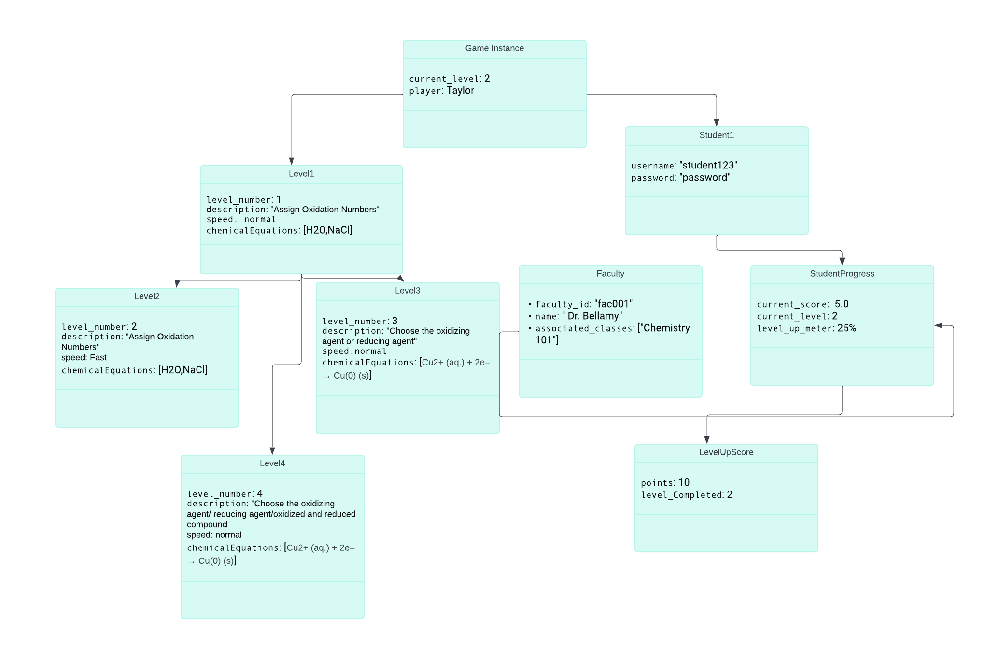 Game Instance
current_level: 2
player: Taylor
Student1
username: "student123"
password: "password"
Level1
level_number: 1
description: "Assign Oxidation Numbers"
speed: normal
chemicalEquations: [H2O,NaCl]
Level2
level_number: 2
description: "Assign Oxidation
Numbers"
speed: Fast
chemicalEquations: [H2O,NaCl]
Level3
level_number: 3
description: "Choose the oxidizing
agent or reducing agent"
speed:normal
chemicalEquations: [Cu2+ (aq.) + 2e–
→ Cu(0) (s)]
Faculty
• faculty_id: "fac001"
• name: " Dr. Bellamy"
• associated_classes: ["Chemistry
101"]
StudentProgress
current_score:  5.0
current_level: 2
level_up_meter: 25%
Level4
level_number: 4
description: "Choose the oxidizing
agent/ reducing agent/oxidized and reduced
compound
speed: normal
chemicalEquations: [Cu2+ (aq.) + 2e–
→ Cu(0) (s)]
LevelUpScore
points: 10
level_Completed: 2